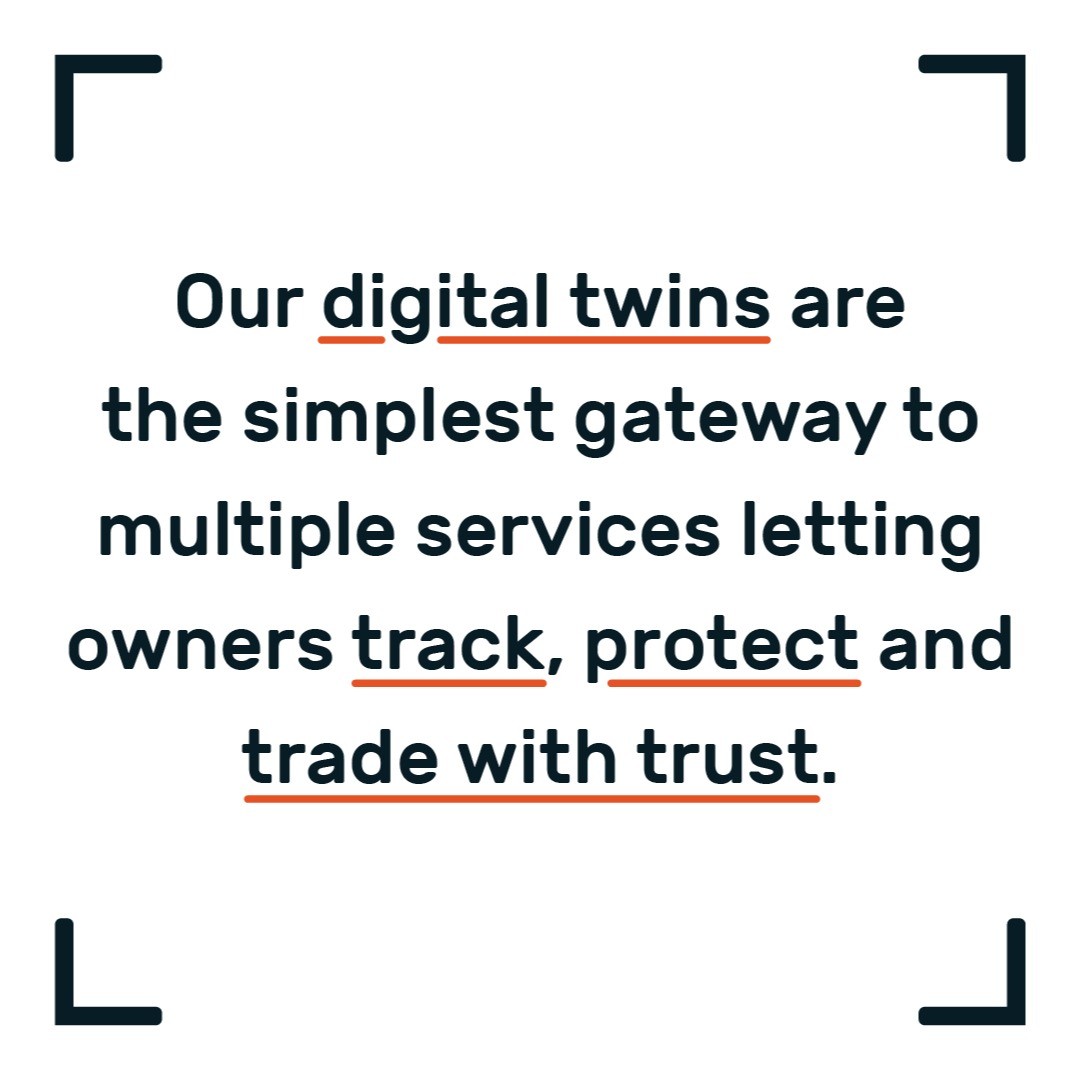 Our digital twins are
the simplest gateway to
multiple services letting
owners track, protect and
trade with trust.